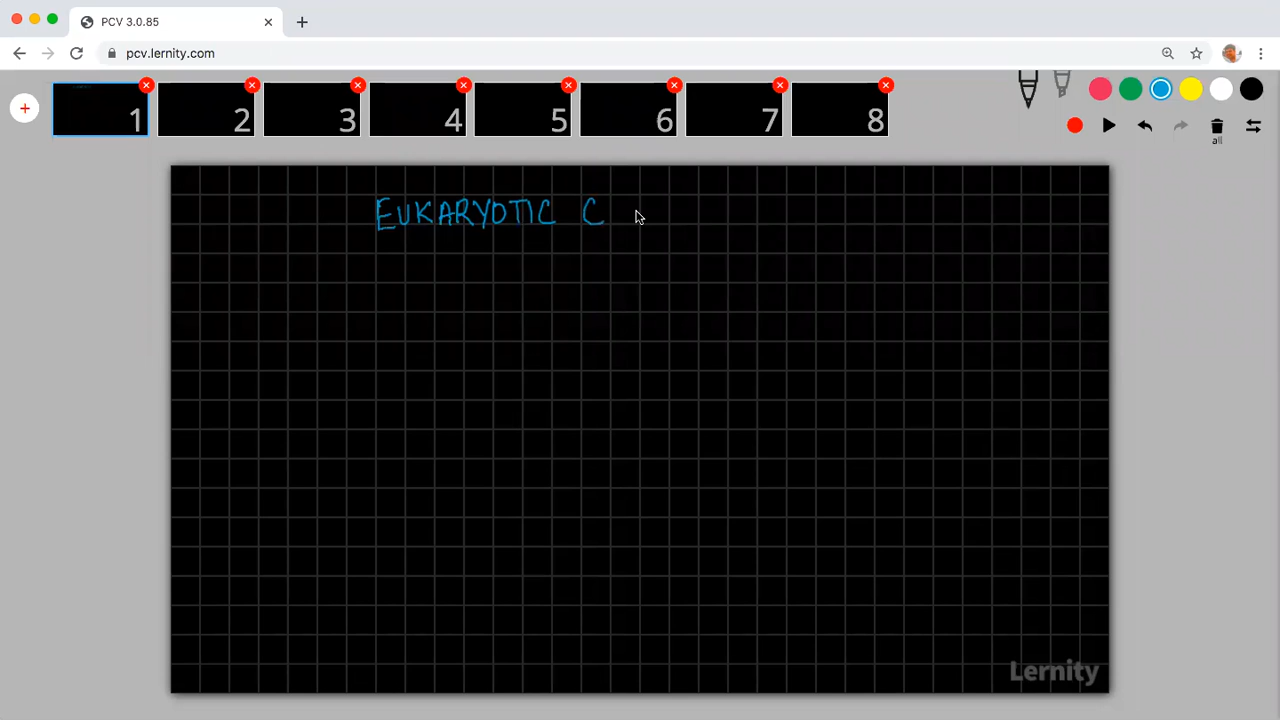 PCV 3.0.85
pcv.lernity.com
1 2 3 4 5 6 7 8
all
EUKARYOTIC C
Lernity